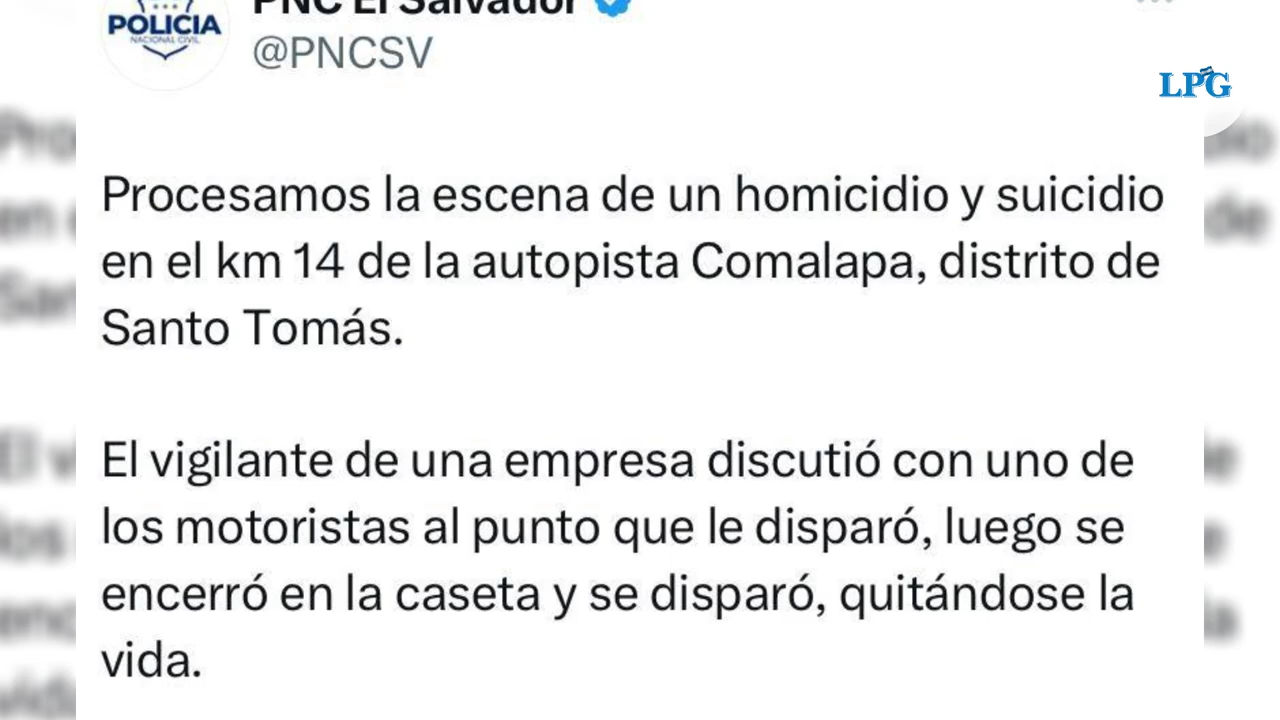 PNC El Salvador
POLICIA
NACIONAL CIVIL
@PNCSV
LPG
Procesamos la escena de un homicidio y suicidio
en el km 14 de la autopista Comalapa, distrito de
Santo Tomás.
El vigilante de una empresa discutió con uno de
los motoristas al punto que le disparó, luego se
encerró en la caseta y se disparó, quitándose la
vida.